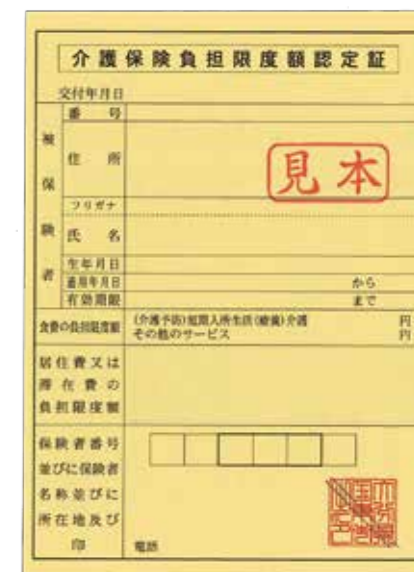 介護保険負担限度額認定証
交付年月日
被保険者
番号
住所
見本
フリガナ
氏名
生年月日
適用年月日 から
有効期限 まで
食費の負担限度額 (介護予防)短期入所生活(療養)介護 円
その他のサービス 円
居住費又は
滞在費の
負担限度額
保険者番号
並びに保険者
名称並びに
所在地及び
印
電話